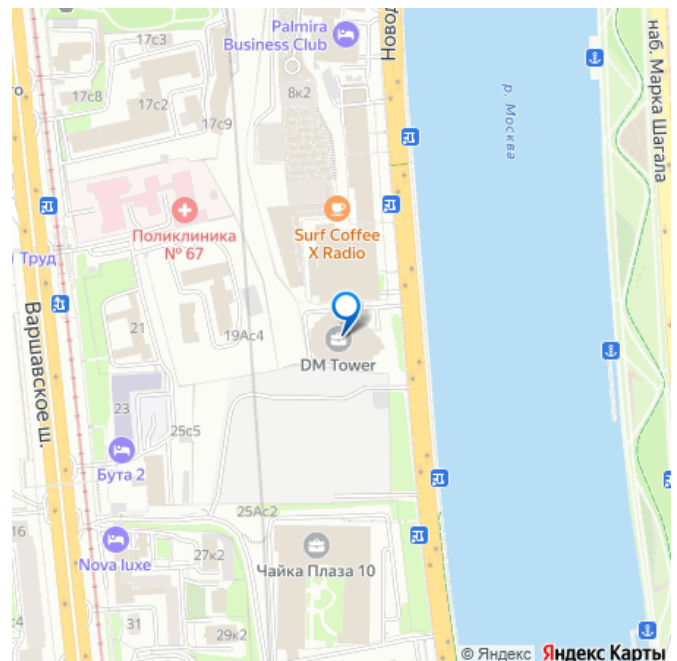 17с3
Palmira
Business Club
Новод
17с8
8к2
17с2
17с9
р. Москва
наб. Марка Шагала
Поликлиника
№ 67
Surf Coffee
X Radio
Труд
Варшавское ш.
21
19Ас4
DM Tower
23
25с5
Бута 2
25Ас2
16
Nova luxe
27к2
Чайка Плаза 10
31
29к2
© Яндекс Яндекс Карты